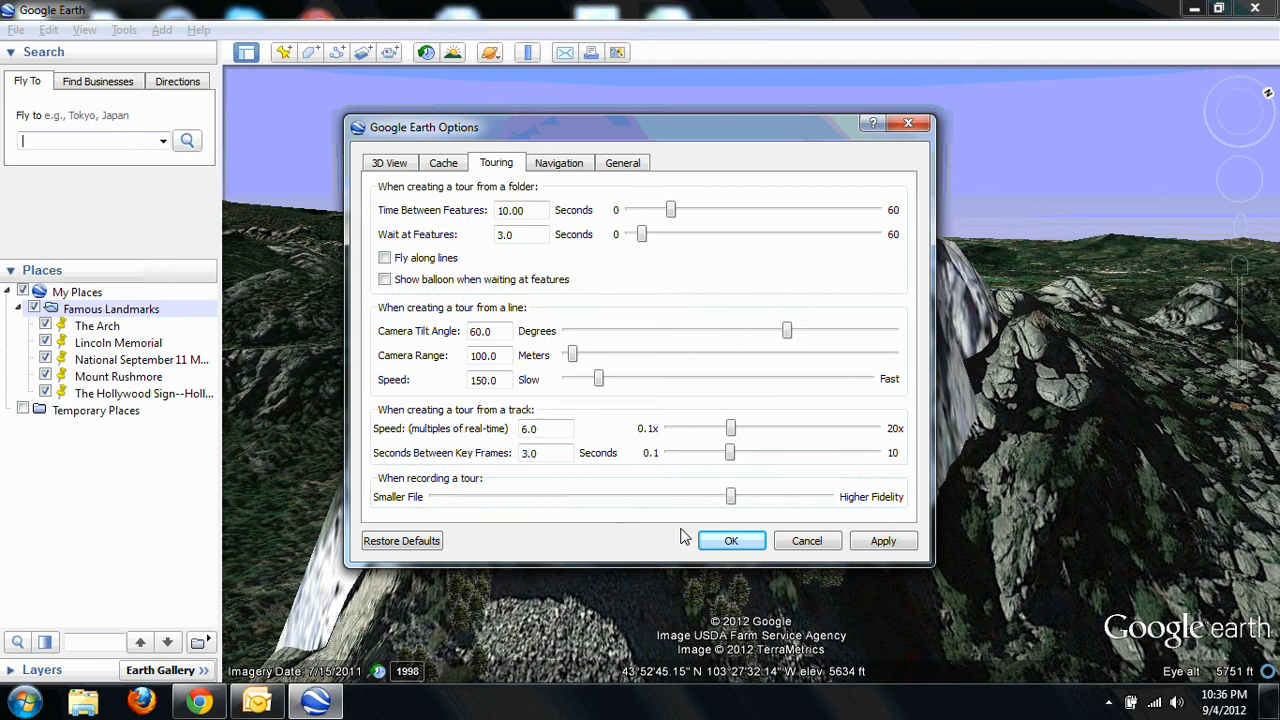 Google Earth
File Edit View Tools Add Help
Search
Fly To Find Businesses Directions
Fly to e.g., Tokyo, Japan
Places
My Places
Famous Landmarks
The Arch
Lincoln Memorial
National September 11 M...
Mount Rushmore
The Hollywood Sign--Holl...
Temporary Places
Layers
Earth Gallery >>
N
Google Earth Options
3D View Cache Touring Navigation General
When creating a tour from a folder:
Time Between Features: 10.00 Seconds 0 60
Wait at Features: 3.0 Seconds 0 60
Fly along lines
Show balloon when waiting at features
When creating a tour from a line:
Camera Tilt Angle: 60.0 Degrees
Camera Range: 100.0 Meters
Speed: 150.0 Slow Fast
When creating a tour from a track:
Speed: (multiples of real-time) 6.0 0.1x 20x
Seconds Between Key Frames: 3.0 Seconds 0.1 10
When recording a tour:
Smaller File Higher Fidelity
Restore Defaults OK Cancel Apply
© 2012 Google
Image USDA Farm Service Agency
Image © 2012 TerraMetrics
Google earth
Imagery Date: 7/15/2011 1998 43°52'45.15" N 103°27'32.14" W elev 5634 ft Eye alt 5751 ft
10:36 PM
9/4/2012